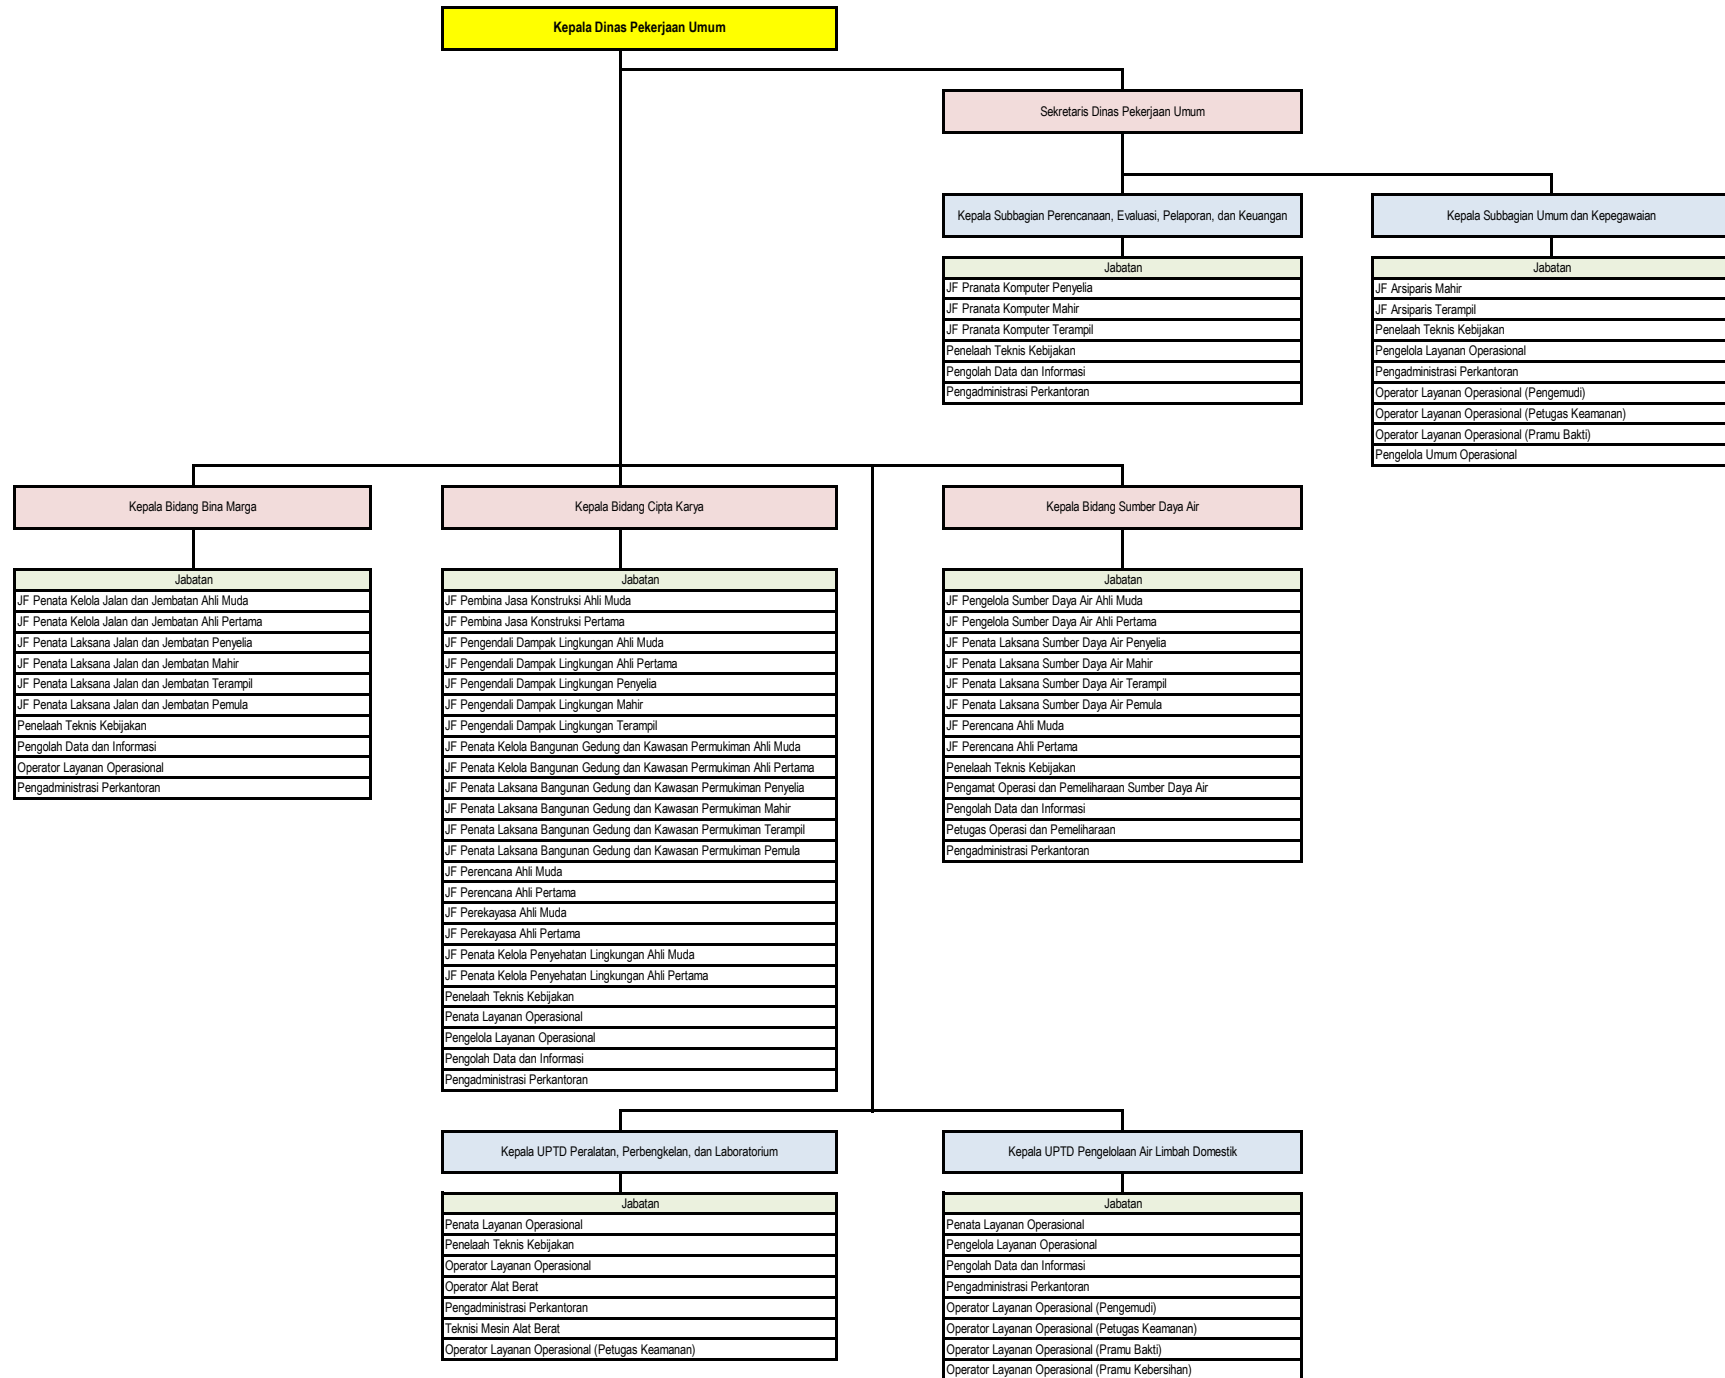 Kepala Dinas Pekerjaan Umum
Sekretaris Dinas Pekerjaan Umum
Kepala Subbagian Perencanaan, Evaluasi, Pelaporan, dan Keuangan
Jabatan
JF Pranata Komputer Penyelia
JF Pranata Komputer Mahir
JF Pranata Komputer Terampil
Penelaah Teknis Kebijakan
Pengolah Data dan Informasi
Pengadministrasi Perkantoran
Kepala Subbagian Umum dan Kepegawaian
Jabatan
JF Arsiparis Mahir
JF Arsiparis Terampil
Penelaah Teknis Kebijakan
Pengelola Layanan Operasional
Pengadministrasi Perkantoran
Operator Layanan Operasional (Pengemudi)
Operator Layanan Operasional (Petugas Keamanan)
Operator Layanan Operasional (Pramu Bakti)
Pengelola Umum Operasional
Kepala Bidang Bina Marga
Jabatan
JF Penata Kelola Jalan dan Jembatan Ahli Muda
JF Penata Kelola Jalan dan Jembatan Ahli Pertama
JF Penata Laksana Jalan dan Jembatan Penyelia
JF Penata Laksana Jalan dan Jembatan Mahir
JF Penata Laksana Jalan dan Jembatan Terampil
JF Penata Laksana Jalan dan Jembatan Pemula
Penelaah Teknis Kebijakan
Pengolah Data dan Informasi
Operator Layanan Operasional
Pengadministrasi Perkantoran
Kepala Bidang Cipta Karya
Jabatan
JF Pembina Jasa Konstruksi Ahli Muda
JF Pembina Jasa Konstruksi Pertama
JF Pengendali Dampak Lingkungan Ahli Muda
JF Pengendali Dampak Lingkungan Ahli Pertama
JF Pengendali Dampak Lingkungan Penyelia
JF Pengendali Dampak Lingkungan Mahir
JF Pengendali Dampak Lingkungan Terampil
JF Penata Kelola Bangunan Gedung dan Kawasan Permukiman Ahli Muda
JF Penata Kelola Bangunan Gedung dan Kawasan Permukiman Ahli Pertama
JF Penata Laksana Bangunan Gedung dan Kawasan Permukiman Penyelia
JF Penata Laksana Bangunan Gedung dan Kawasan Permukiman Mahir
JF Penata Laksana Bangunan Gedung dan Kawasan Permukiman Terampil
JF Penata Laksana Bangunan Gedung dan Kawasan Permukiman Pemula
JF Perencana Ahli Muda
JF Perencana Ahli Pertama
JF Perekayasa Ahli Muda
JF Perekayasa Ahli Pertama
JF Penata Kelola Penyehatan Lingkungan Ahli Muda
JF Penata Kelola Penyehatan Lingkungan Ahli Pertama
Penelaah Teknis Kebijakan
Penata Layanan Operasional
Pengelola Layanan Operasional
Pengolah Data dan Informasi
Pengadministrasi Perkantoran
Kepala Bidang Sumber Daya Air
Jabatan
JF Pengelola Sumber Daya Air Ahli Muda
JF Pengelola Sumber Daya Air Ahli Pertama
JF Penata Laksana Sumber Daya Air Penyelia
JF Penata Laksana Sumber Daya Air Mahir
JF Penata Laksana Sumber Daya Air Terampil
JF Penata Laksana Sumber Daya Air Pemula
JF Perencana Ahli Muda
JF Perencana Ahli Pertama
Penelaah Teknis Kebijakan
Pengamat Operasi dan Pemeliharaan Sumber Daya Air
Pengolah Data dan Informasi
Petugas Operasi dan Pemeliharaan
Pengadministrasi Perkantoran
Kepala UPTD Peralatan, Perbengkelan, dan Laboratorium
Jabatan
Penata Layanan Operasional
Penelaah Teknis Kebijakan
Operator Layanan Operasional
Operator Alat Berat
Pengadministrasi Perkantoran
Teknisi Mesin Alat Berat
Operator Layanan Operasional (Petugas Keamanan)
Kepala UPTD Pengelolaan Air Limbah Domestik
Jabatan
Penata Layanan Operasional
Pengelola Layanan Operasional
Pengolah Data dan Informasi
Pengadministrasi Perkantoran
Operator Layanan Operasional (Pengemudi)
Operator Layanan Operasional (Petugas Keamanan)
Operator Layanan Operasional (Pramu Bakti)
Operator Layanan Operasional (Pramu Kebersihan)